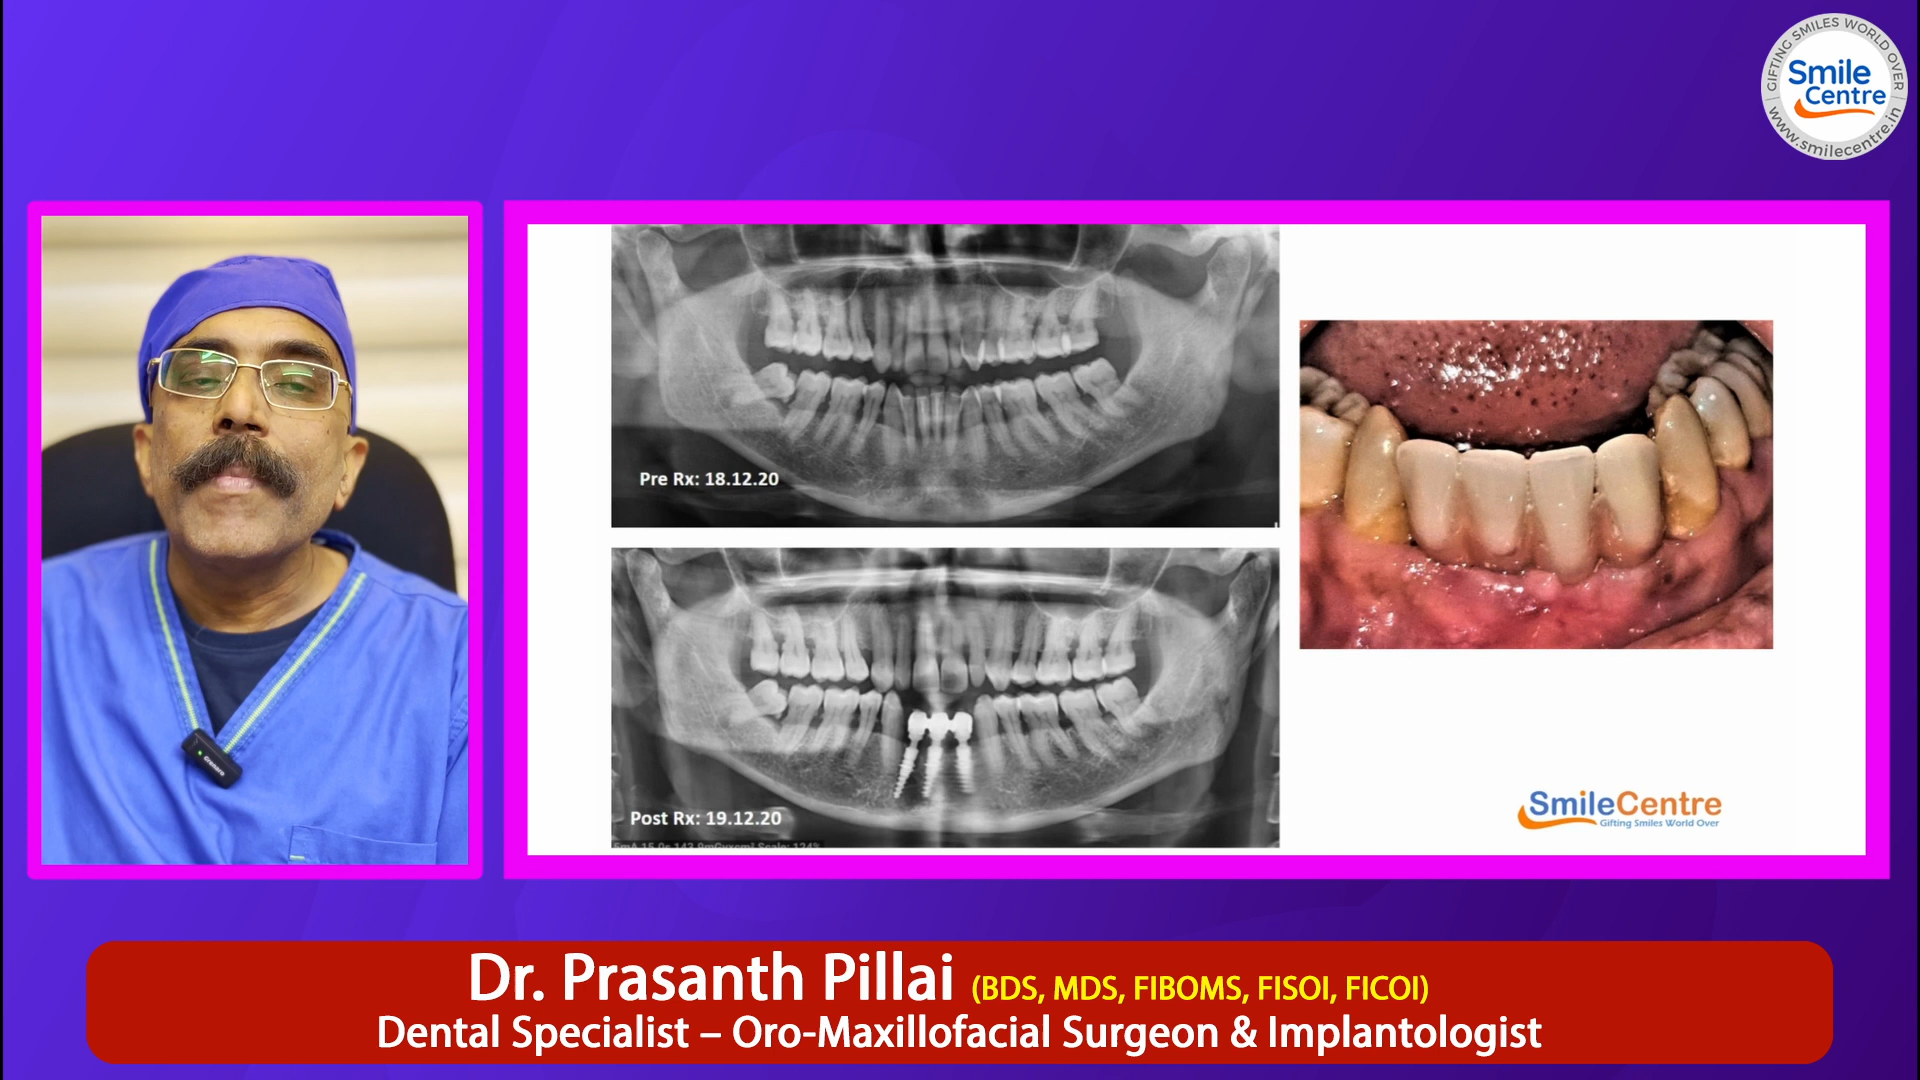 GIFTING SMILES WORLD OVER
Smile
Centre
www.smilecentre.in
Pre Rx: 18.12.20
Post Rx: 19.12.20
SmileCentre
Gifting Smiles World Over
Dr. Prasanth Pillai (BDS, MDS, FIBOMS, FISOI, FICOI)
Dental Specialist – Oro-Maxillofacial Surgeon & Implantologist